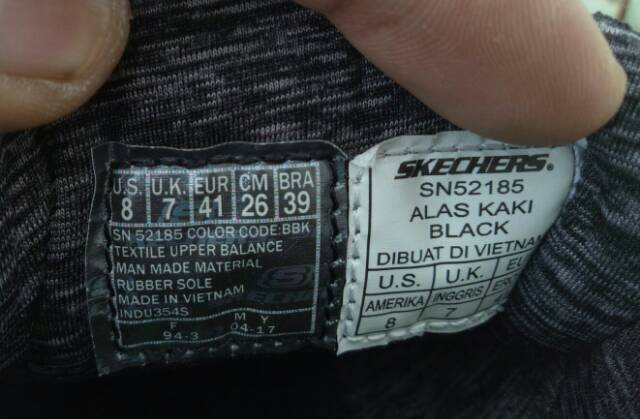 U.S. U.K. EUR CM BRA
8 7 41 26 39
SN 52185 COLOR CODE:BBK
TEXTILE UPPER BALANCE
MAN MADE MATERIAL
RUBBER SOLE
MADE IN VIETNAM
INDU354S
F M Y
94-3 04-17
SKECHERS.
SN52185
ALAS KAKI
BLACK
DIBUAT DI VIETNA
U.S. U.K.
AMERIKA INGGRIS
8 7